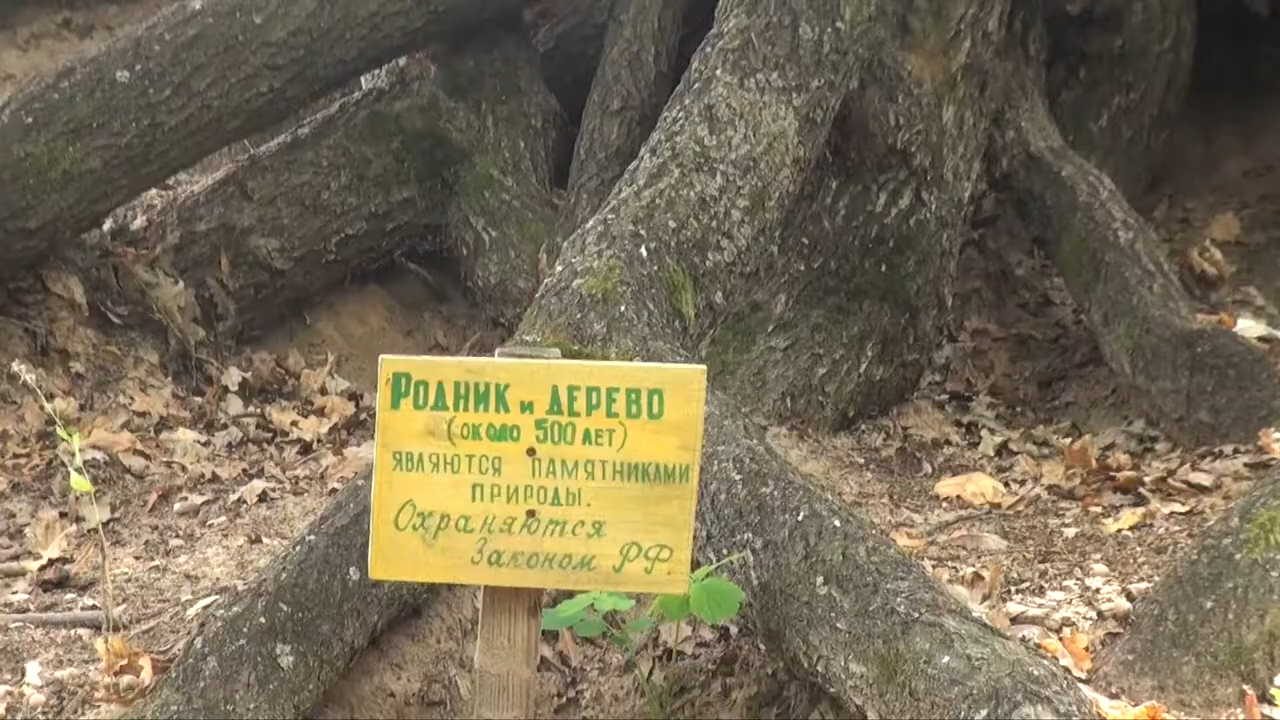 РОДНИК и ДЕРЕВО
(ОКОЛО 500 ЛЕТ)
ЯВЛЯЮТСЯ ПАМЯТНИКАМИ
ПРИРОДЫ.
Охраняются
Законом РФ.